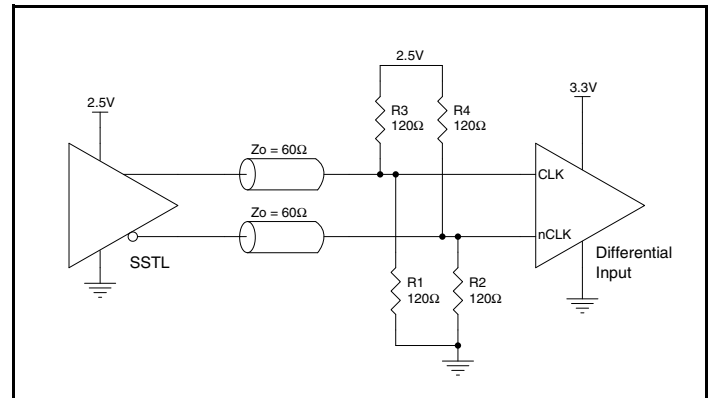 2.5V
3.3V
2.5V
R3
120Ω
R4
120Ω
Zo = 60Ω
CLK
Zo = 60Ω
nCLK
Differential
Input
SSTL
R1
120Ω
R2
120Ω